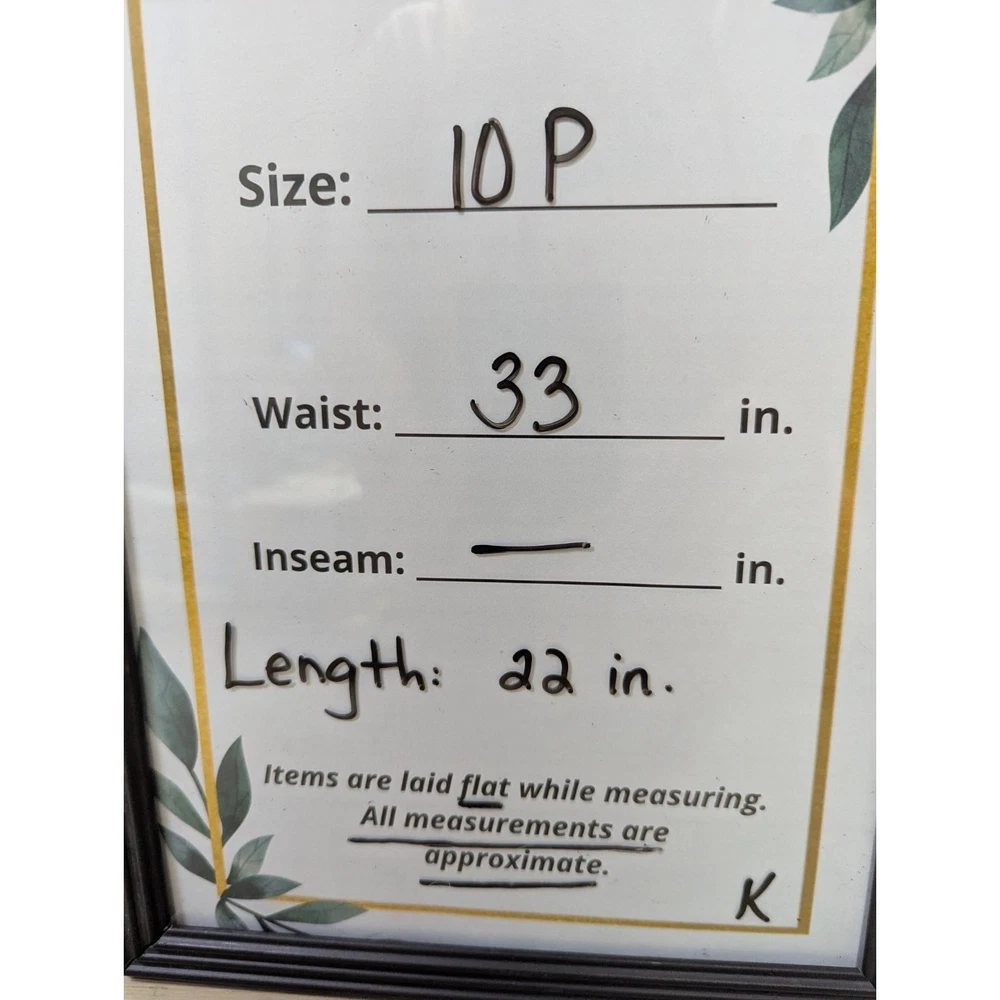 Size: 10 P
Waist: 33 in.
Inseam: — in.
Length: 22 in.
Items are laid flat while measuring.
All measurements are
approximate.
K